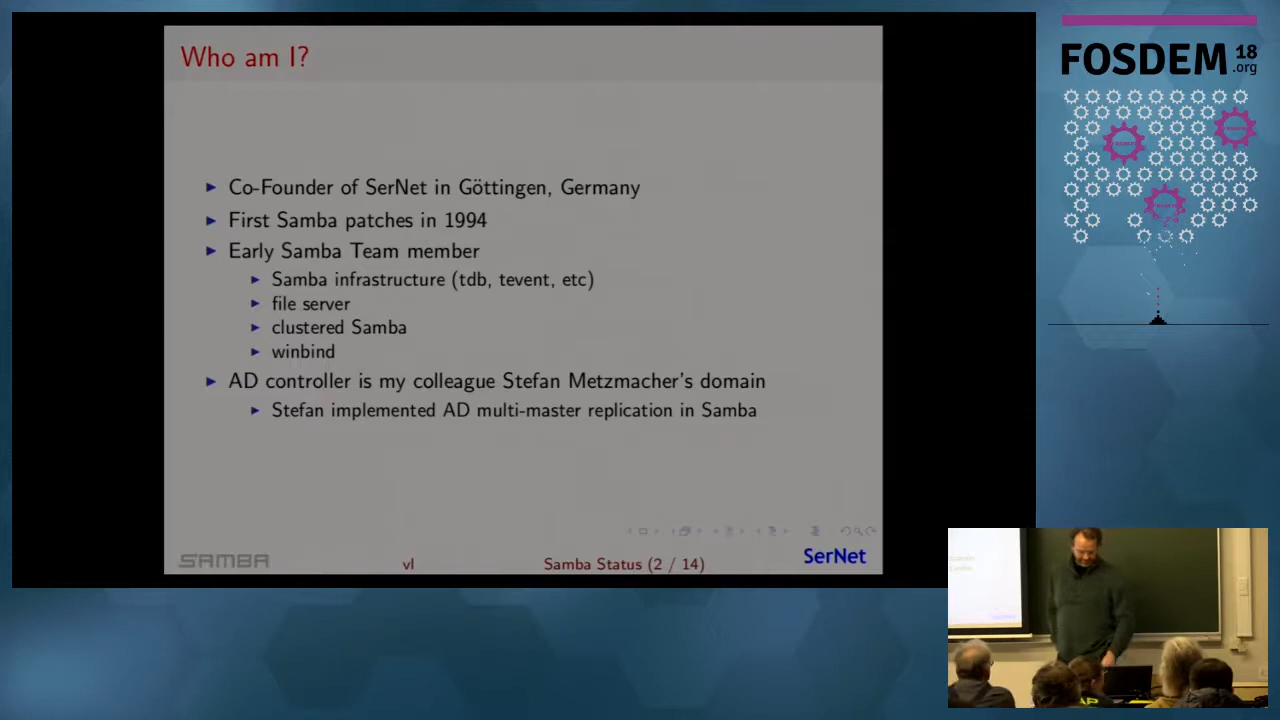 Who am I?
Co-Founder of SerNet in Göttingen, Germany
First Samba patches in 1994
Early Samba Team member
Samba infrastructure (tdb, tevent, etc)
file server
clustered Samba
winbind
AD controller is my colleague Stefan Metzmacher's domain
Stefan implemented AD multi-master replication in Samba
SAMBA
vl
Samba Status (2 / 14)
SerNet
FOSDEM 18
.org